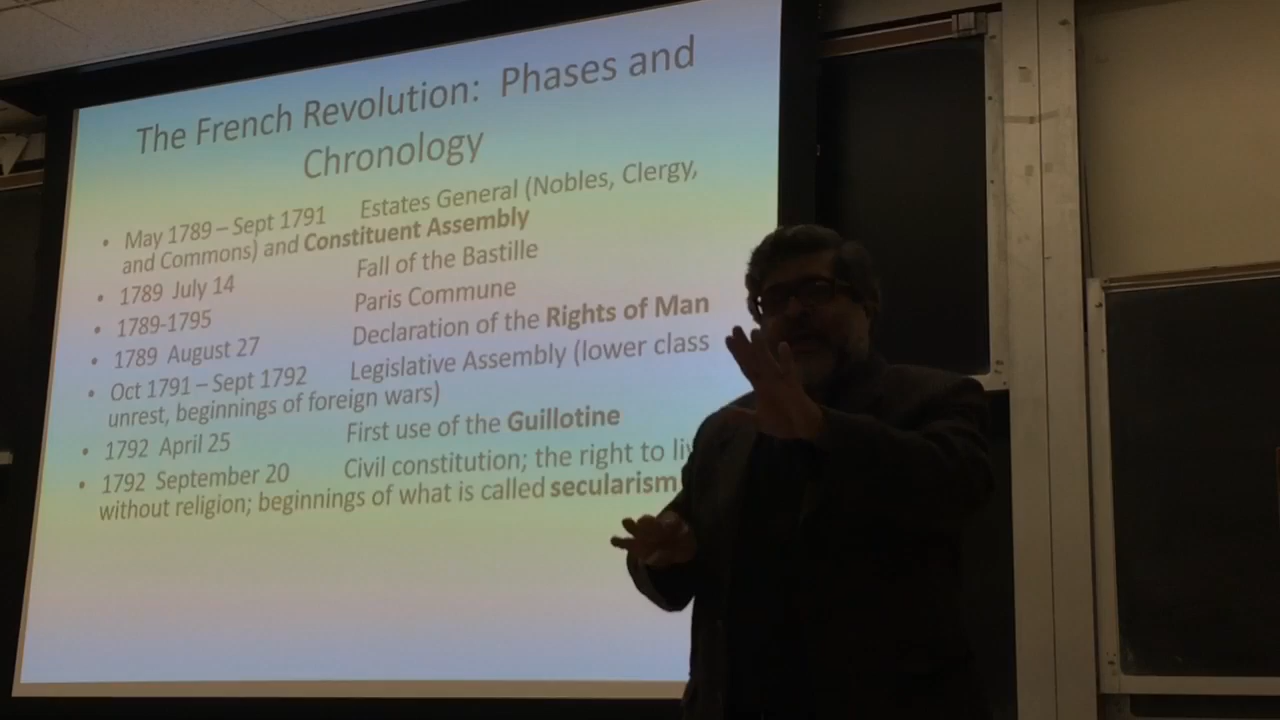 The French Revolution: Phases and
Chronology
• May 1789 – Sept 1791 Estates General (Nobles, Clergy,
and Commons) and Constituent Assembly
• 1789 July 14 Fall of the Bastille
• 1789-1795 Paris Commune
• 1789 August 27 Declaration of the Rights of Man
• Oct 1791 – Sept 1792 Legislative Assembly (lower class
unrest, beginnings of foreign wars)
• 1792 April 25 First use of the Guillotine
• 1792 September 20 Civil constitution; the right to
without religion; beginnings of what is called secularism